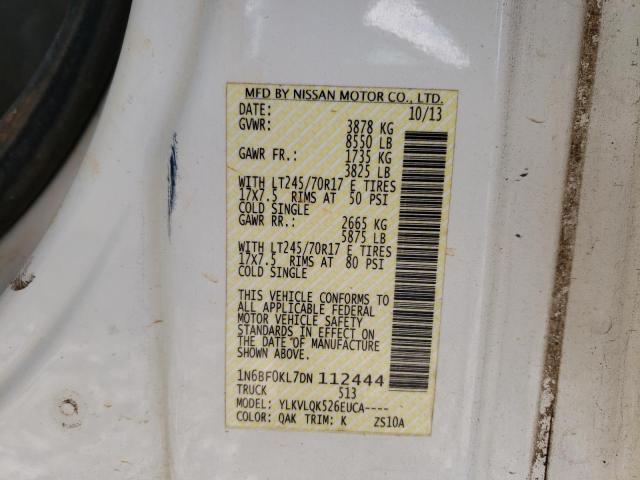 MFD BY NISSAN MOTOR CO., LTD.
DATE: 10/13
GVWR: 3878 KG
8550 LB
GAWR FR.: 1735 KG
3825 LB
WITH LT245/70R17 E TIRES
17X7.5 RIMS AT 50 PSI
COLD SINGLE
GAWR RR.: 2665 KG
5875 LB
WITH LT245/70R17 E TIRES
17X7.5 RIMS AT 80 PSI
COLD SINGLE
THIS VEHICLE CONFORMS TO
ALL APPLICABLE FEDERAL
MOTOR VEHICLE SAFETY
STANDARDS IN EFFECT ON
THE DATE OF MANUFACTURE
SHOWN ABOVE.
1N6BF0KL7DN 112444
TRUCK 513
MODEL: YLKVLQK526EUCA----
COLOR: QAK TRIM: K ZS10A